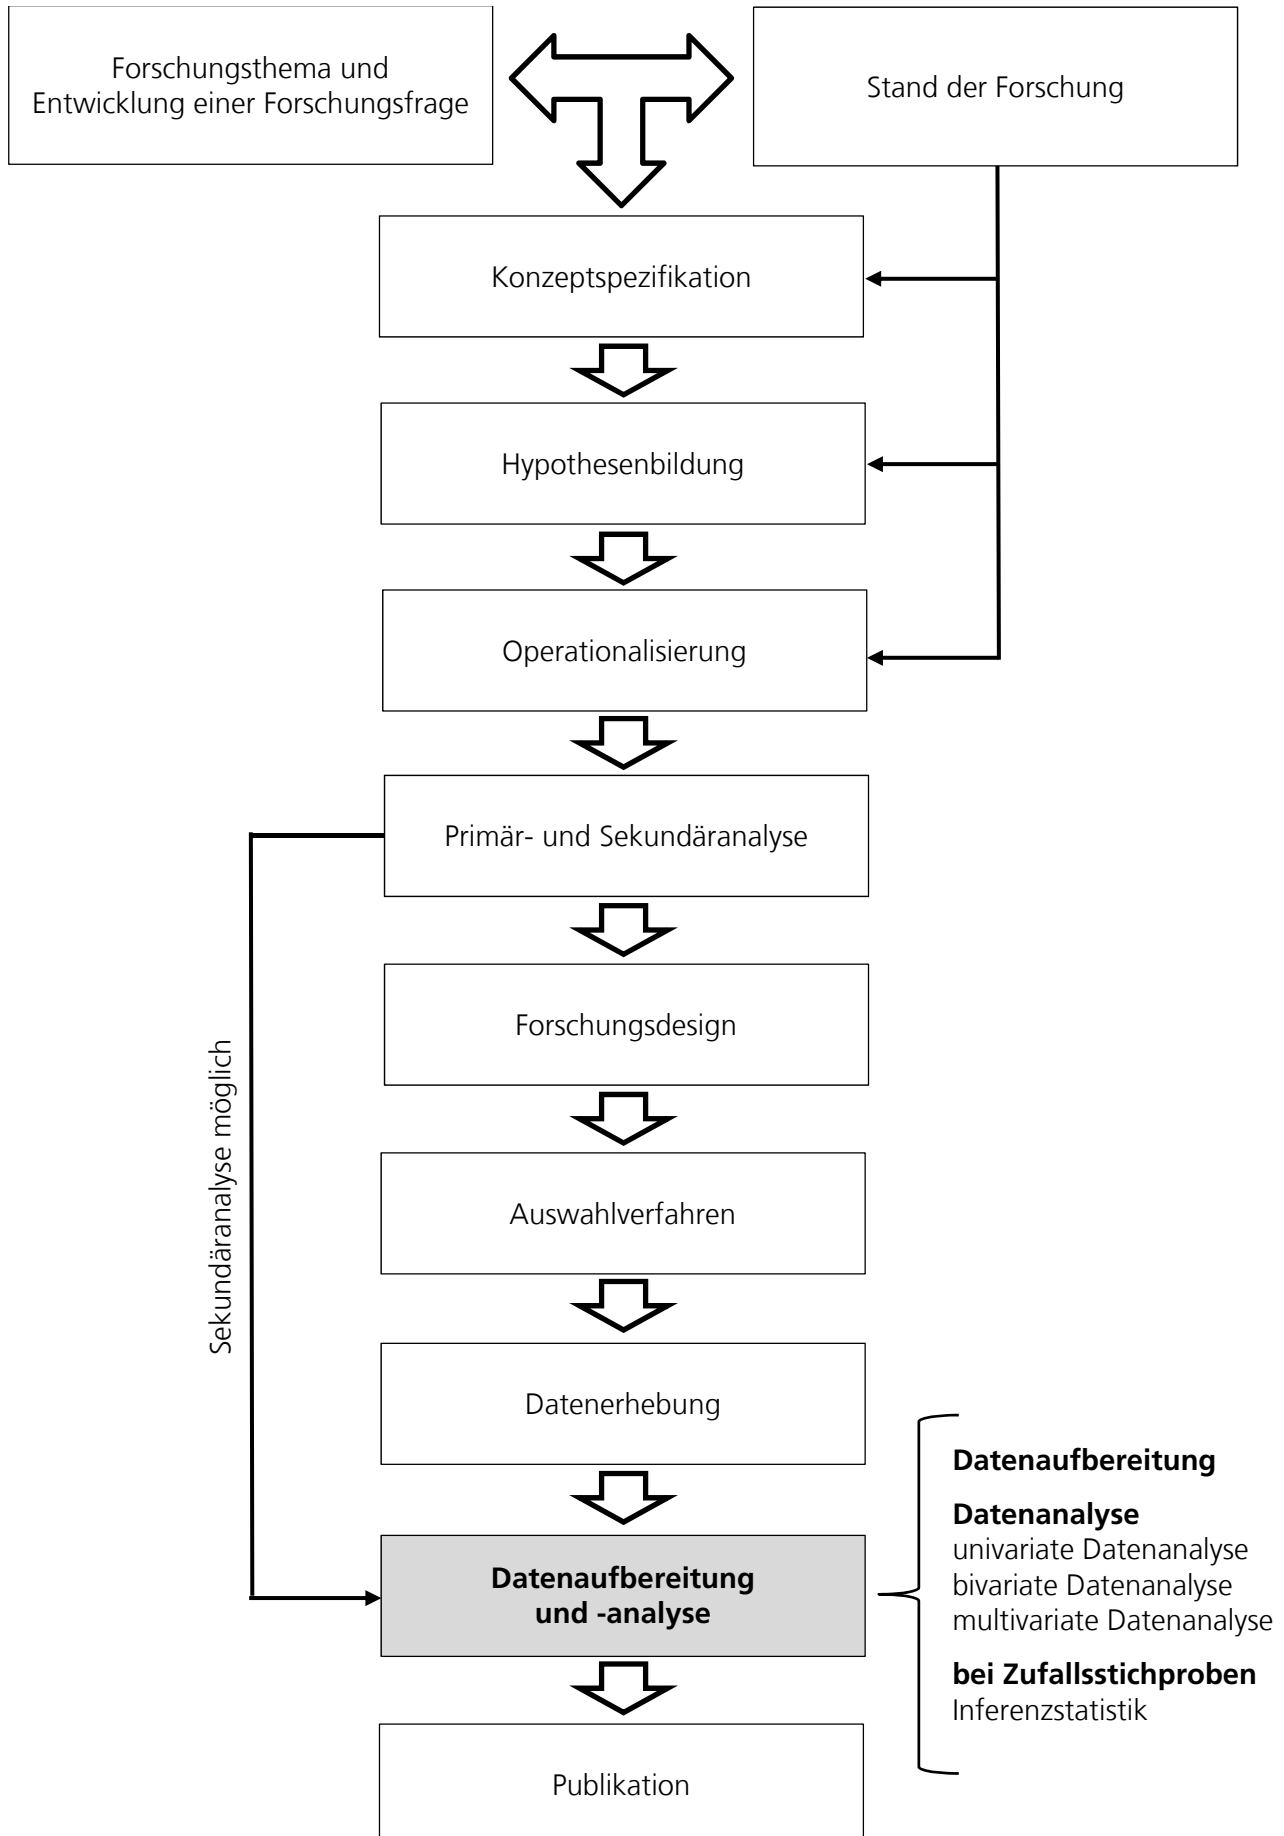 Forschungsthema und
Entwicklung einer Forschungsfrage
Stand der Forschung
Konzeptspezifikation
Hypothesenbildung
Operationalisierung
Primär- und Sekundäranalyse
Sekundäranalyse möglich
Forschungsdesign
Auswahlverfahren
Datenerhebung
Datenaufbereitung
und -analyse
Datenaufbereitung
Datenanalyse
univariate Datenanalyse
bivariate Datenanalyse
multivariate Datenanalyse
bei Zufallsstichproben
Inferenzstatistik
Publikation